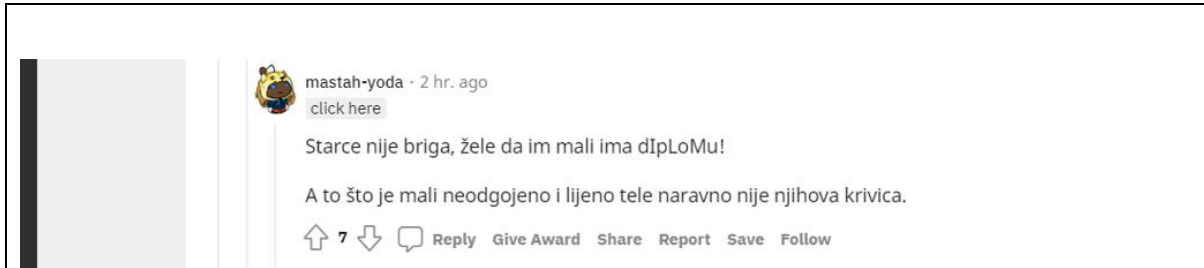 mastah-yoda · 2 hr. ago
click here
Starce nije briga, žele da im mali ima dIpLoMu!
A to što je mali neodgojeno i lijeno tele naravno nije njihova krivica.
7 Reply Give Award Share Report Save Follow